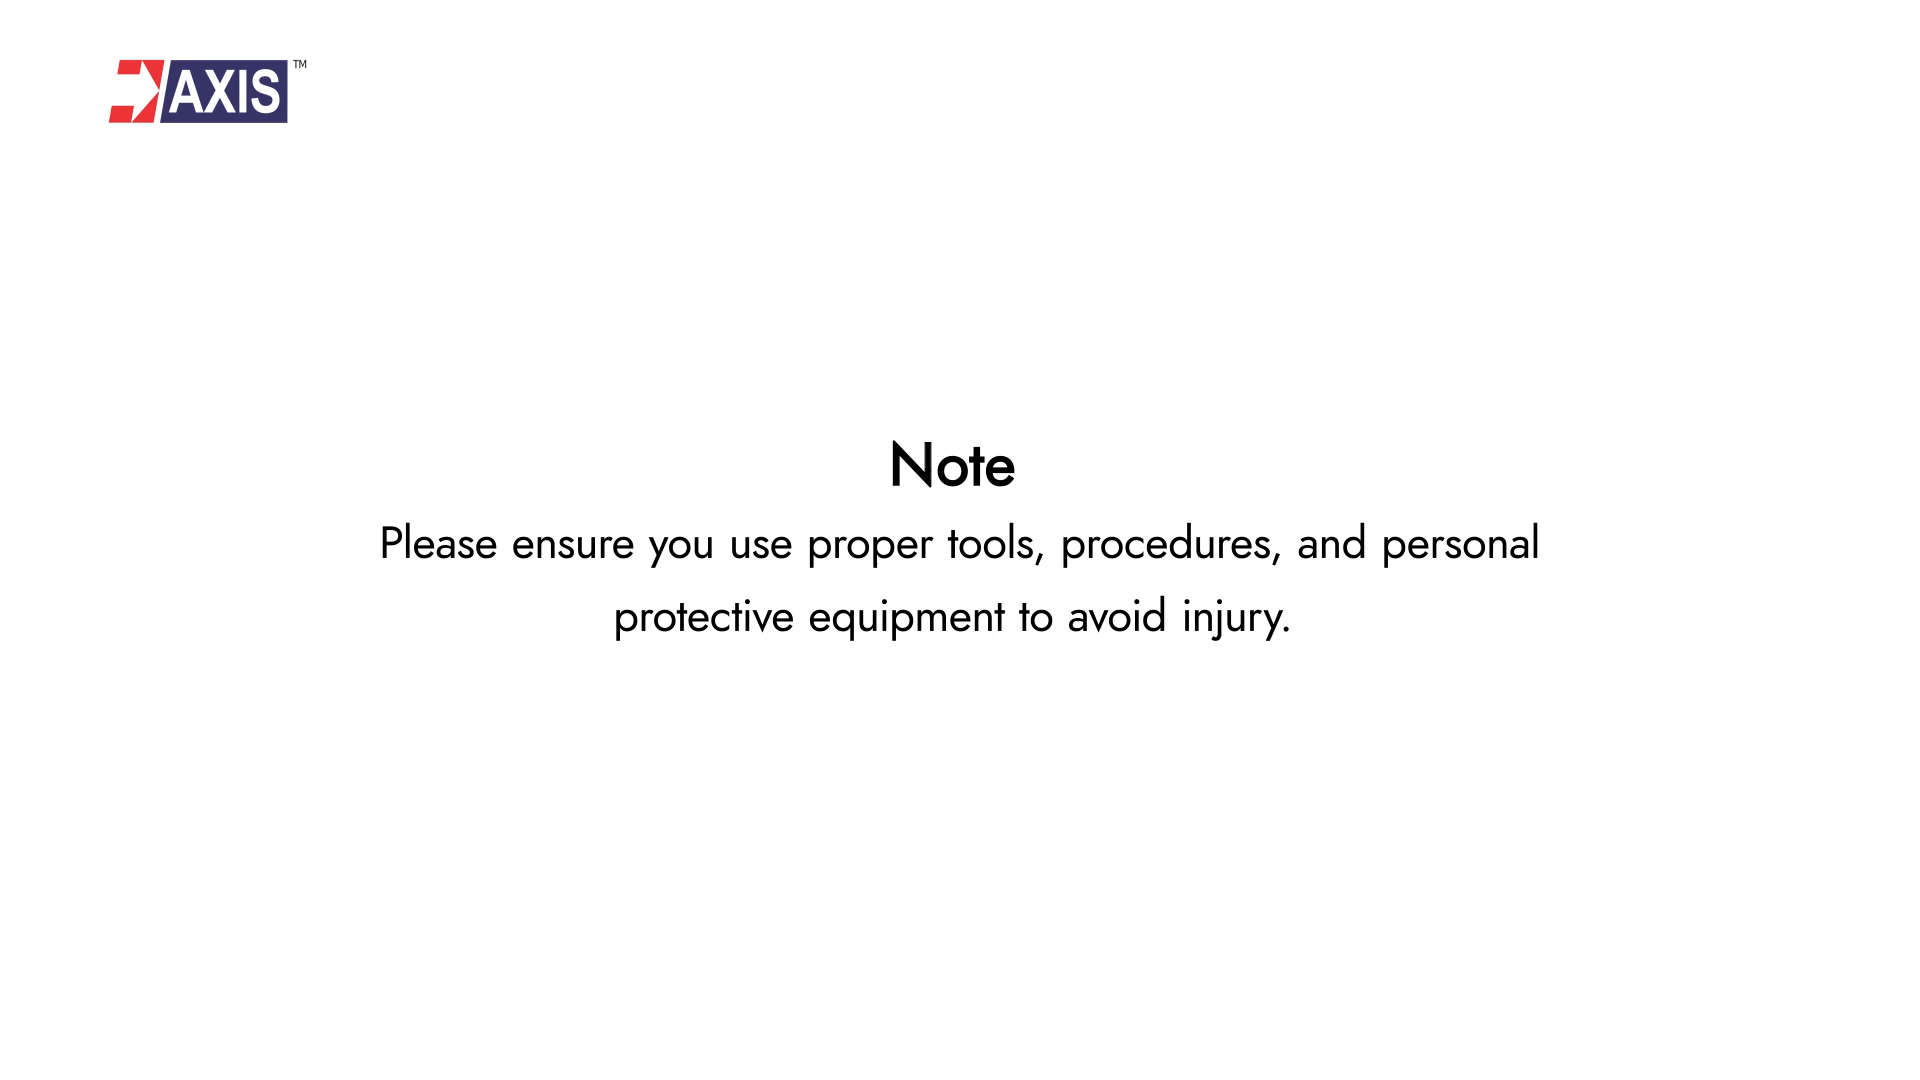 AXIS™
Note
Please ensure you use proper tools, procedures, and personal
protective equipment to avoid injury.